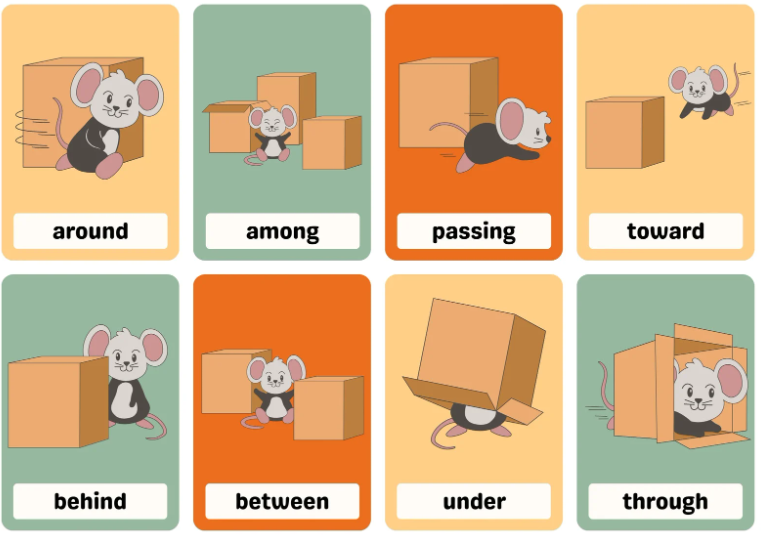 around
among
passing
toward
behind
between
under
through